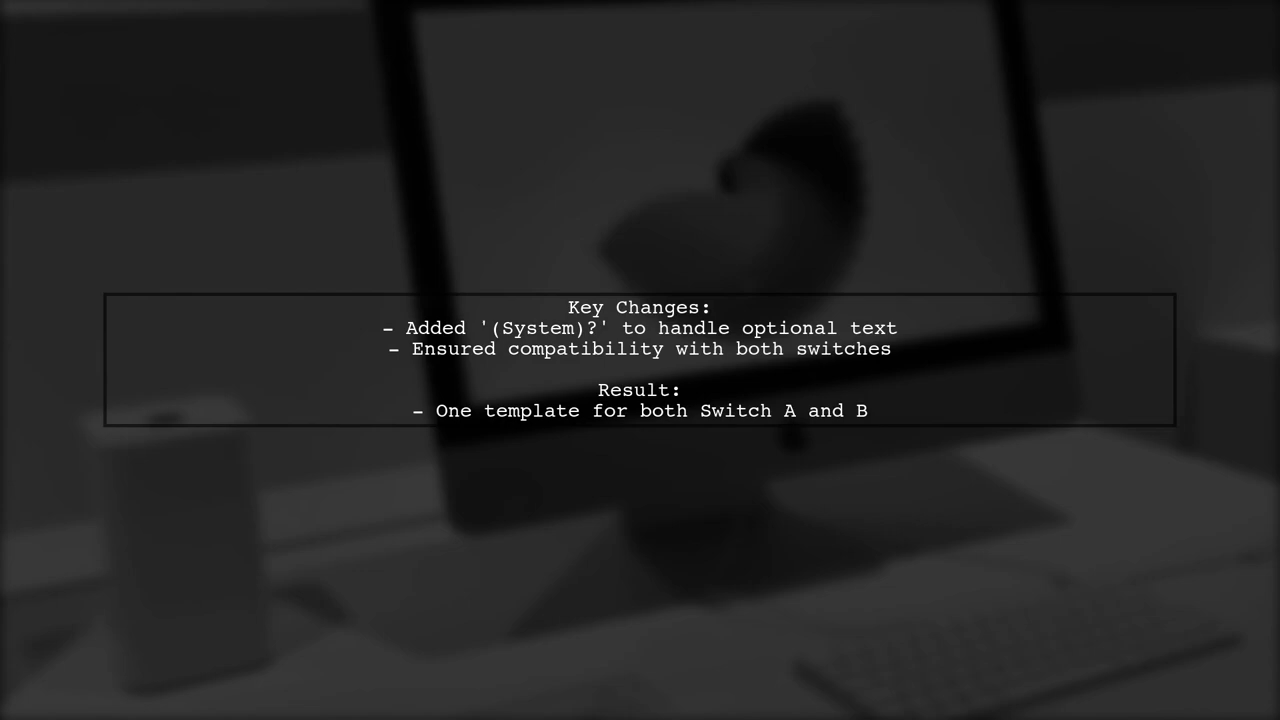 Key Changes:
- Added '(System)?' to handle optional text
- Ensured compatibility with both switches
Result:
- One template for both Switch A and B